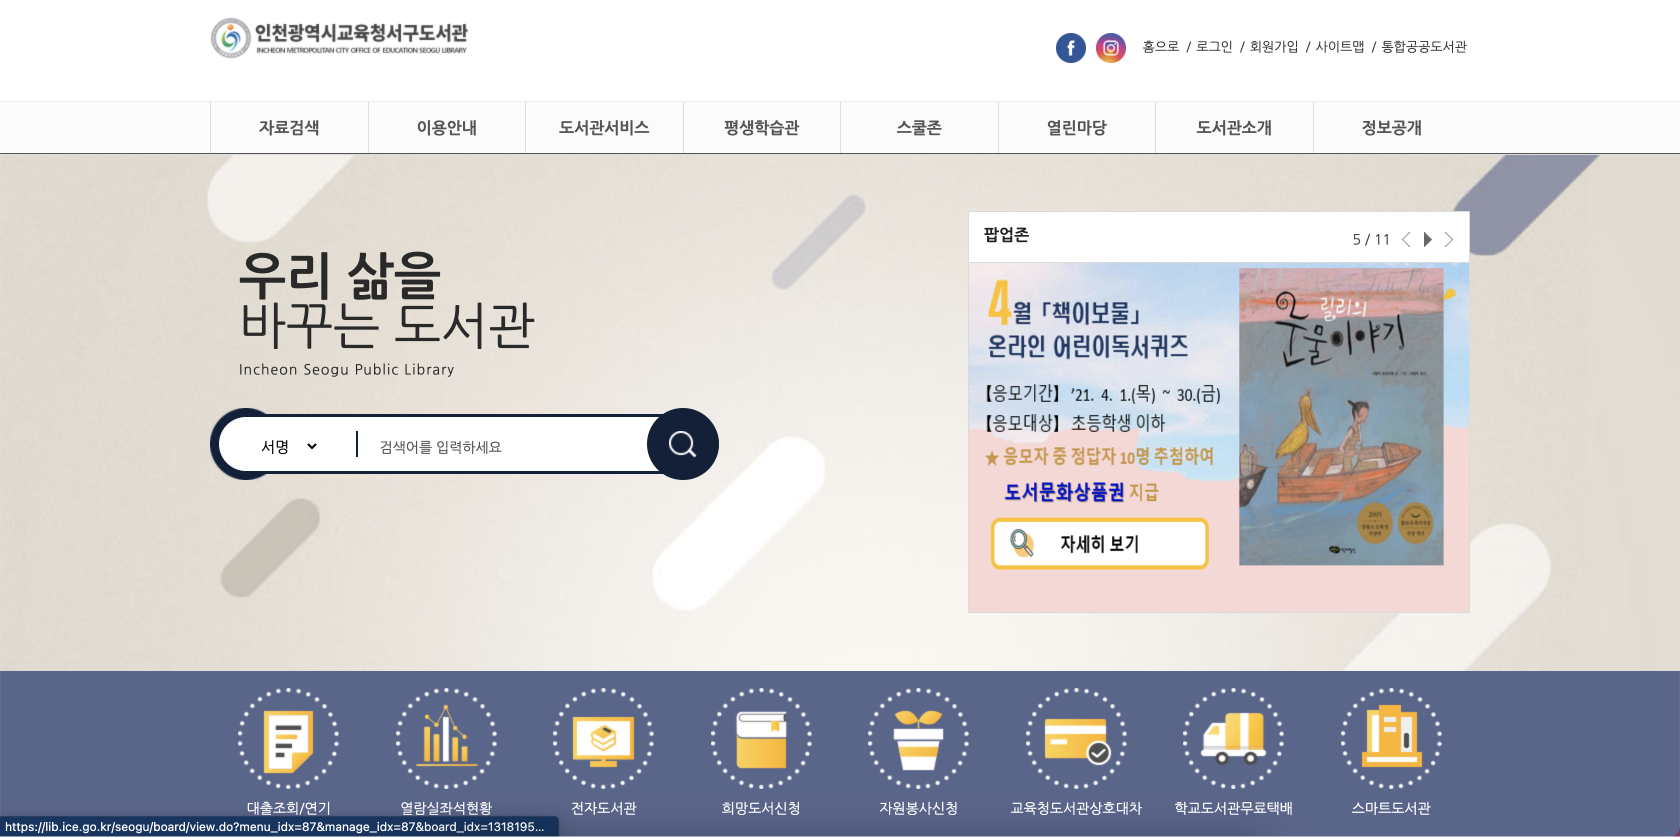 인천광역시교육청서구도서관
INCHEON METROPOLITAN CITY OFFICE OF EDUCATION SEOGU LIBRARY
홈으로 / 로그인 / 회원가입 / 사이트맵 / 통합공공도서관
자료검색 이용안내 도서관서비스 평생학습관 스쿨존 열린마당 도서관소개 정보공개
우리 삶을
바꾸는 도서관
Incheon Seogu Public Library
서명 검색어를 입력하세요
팝업존 5 / 11
4월 「책이보물」
온라인 어린이독서퀴즈
【응모기간】 '21. 4. 1.(목) ~ 30.(금)
【응모대상】 초등학생 이하
★ 응모자 중 정답자 10명 추첨하여
도서문화상품권 지급
자세히 보기
릴리의
눈물이야기
2005
대출조회/연기 열람실좌석현황 전자도서관 희망도서신청 자원봉사신청 교육청도서관상호대차 학교도서관무료택배 스마트도서관
https://lib.ice.go.kr/seogu/board/view.do?menu_idx=87&manage_idx=87&board_idx=1318195...